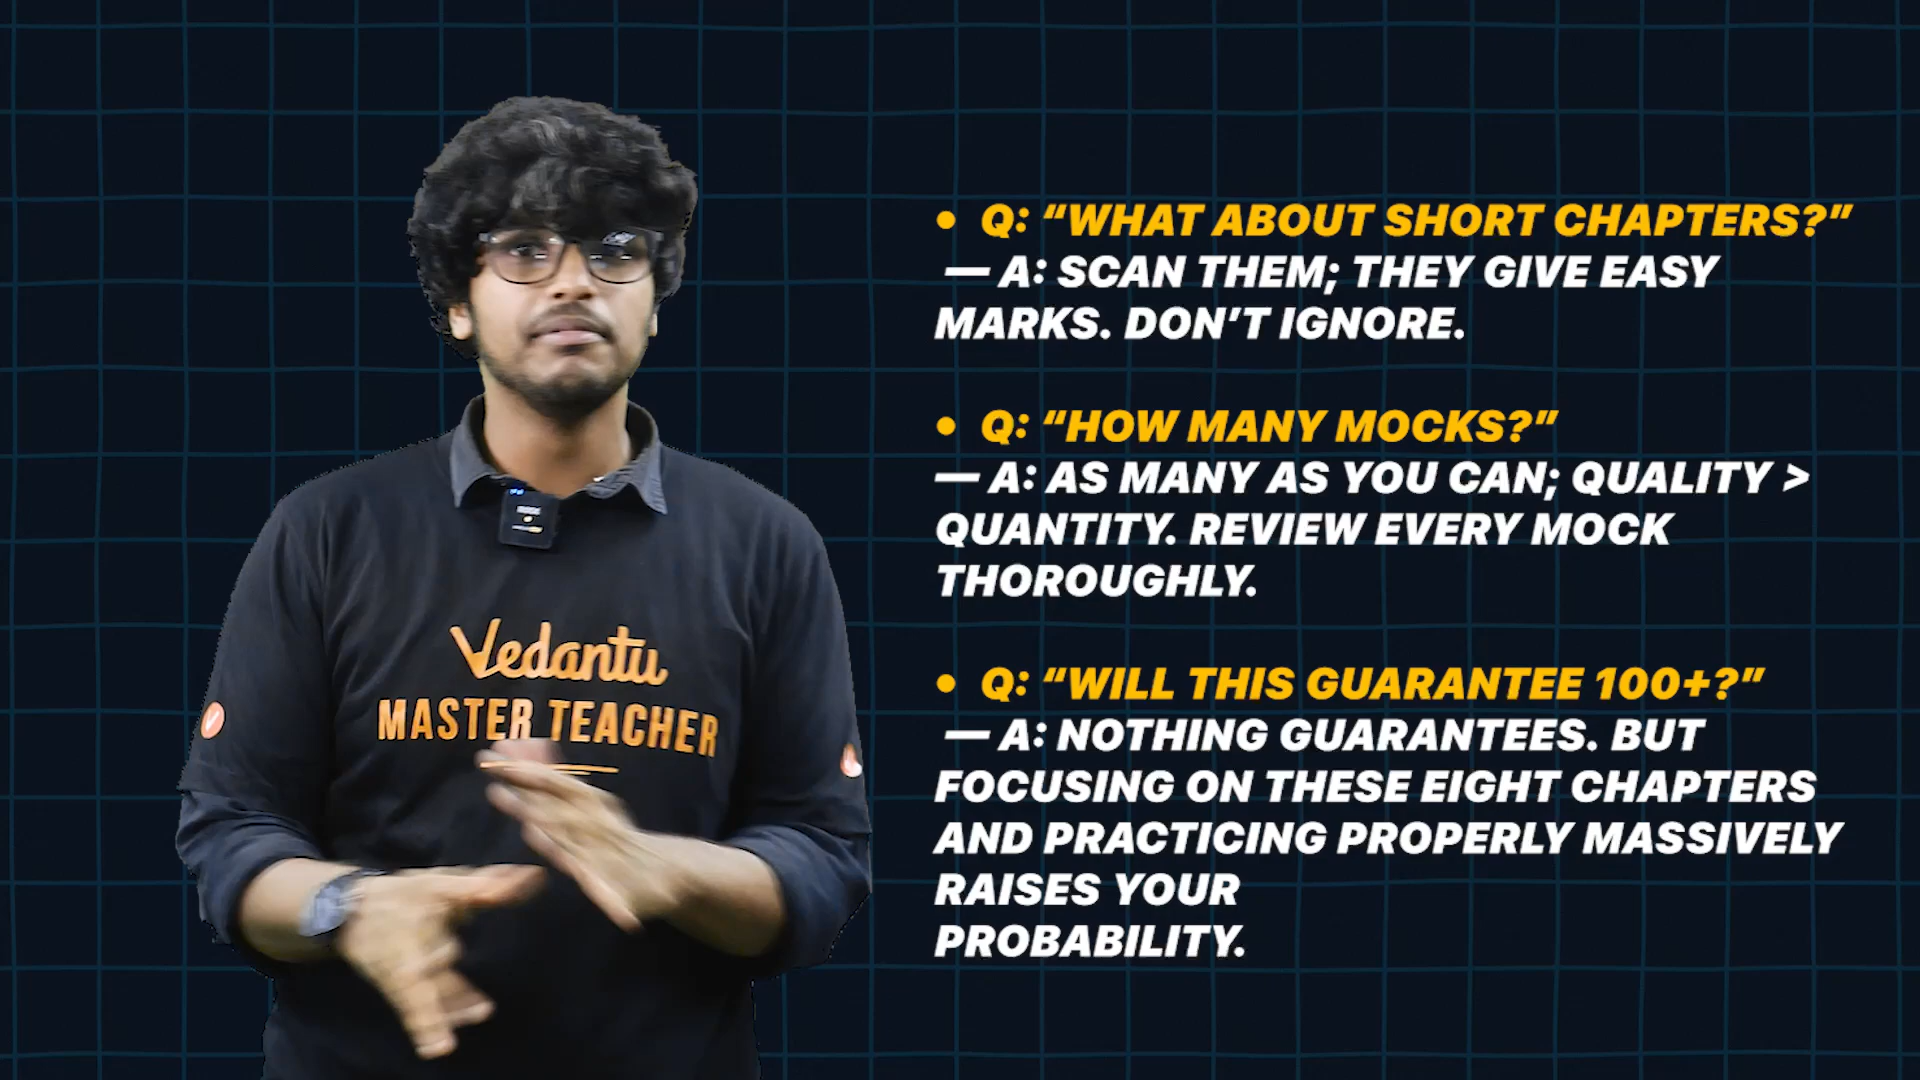 • Q: “WHAT ABOUT SHORT CHAPTERS?”
— A: SCAN THEM; THEY GIVE EASY
MARKS. DON’T IGNORE.
• Q: “HOW MANY MOCKS?”
— A: AS MANY AS YOU CAN; QUALITY >
QUANTITY. REVIEW EVERY MOCK
THOROUGHLY.
• Q: “WILL THIS GUARANTEE 100+?”
— A: NOTHING GUARANTEES. BUT
FOCUSING ON THESE EIGHT CHAPTERS
AND PRACTICING PROPERLY MASSIVELY
RAISES YOUR
PROBABILITY.
Vedantu
MASTER TEACHER